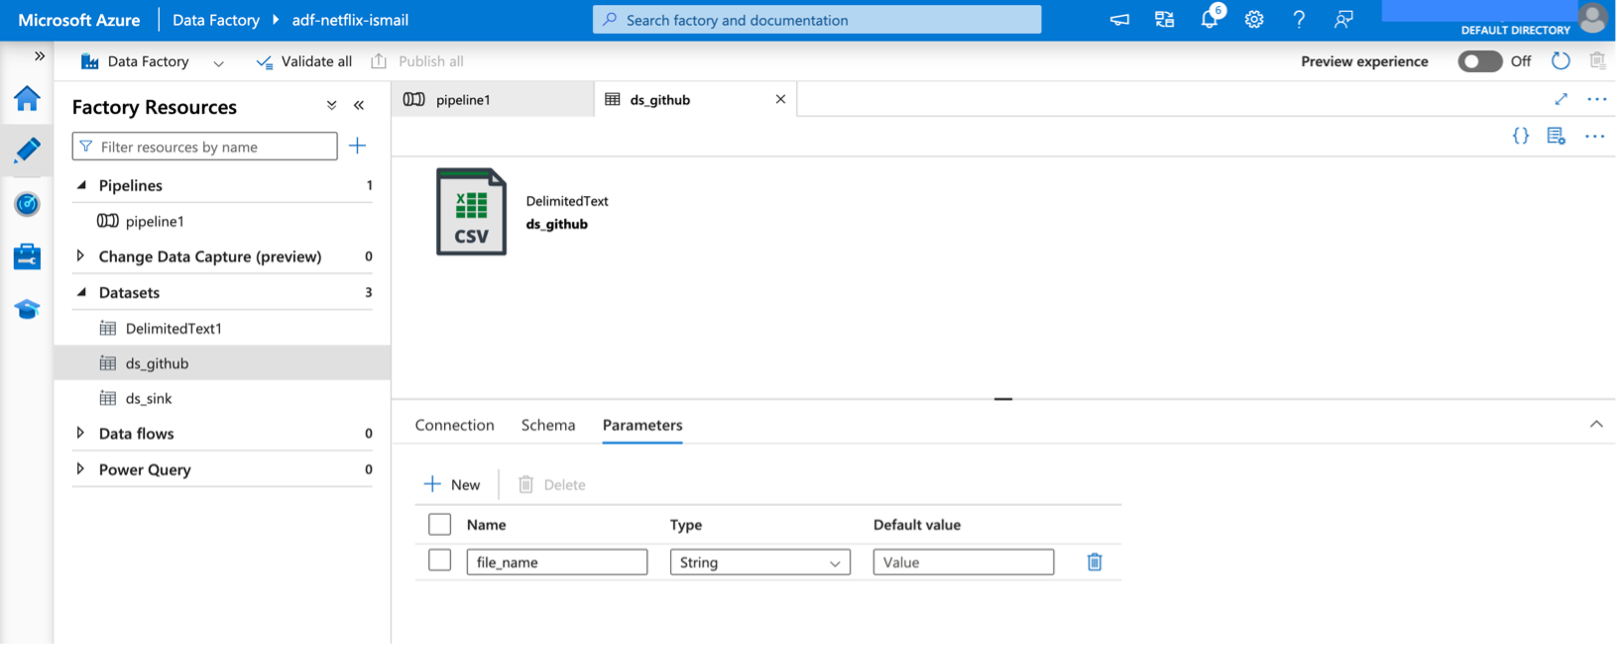 Microsoft Azure Data Factory adf-netflix-ismail Search factory and documentation 6 DEFAULT DIRECTORY
Data Factory Validate all Publish all Preview experience Off
Factory Resources
Filter resources by name
Pipelines 1
pipeline1
Change Data Capture (preview) 0
Datasets 3
DelimitedText1
ds_github
ds_sink
Data flows 0
Power Query 0
pipeline1 ds_github
X
CSV
DelimitedText
ds_github
Connection Schema Parameters
New Delete
Name Type Default value
file_name String Value